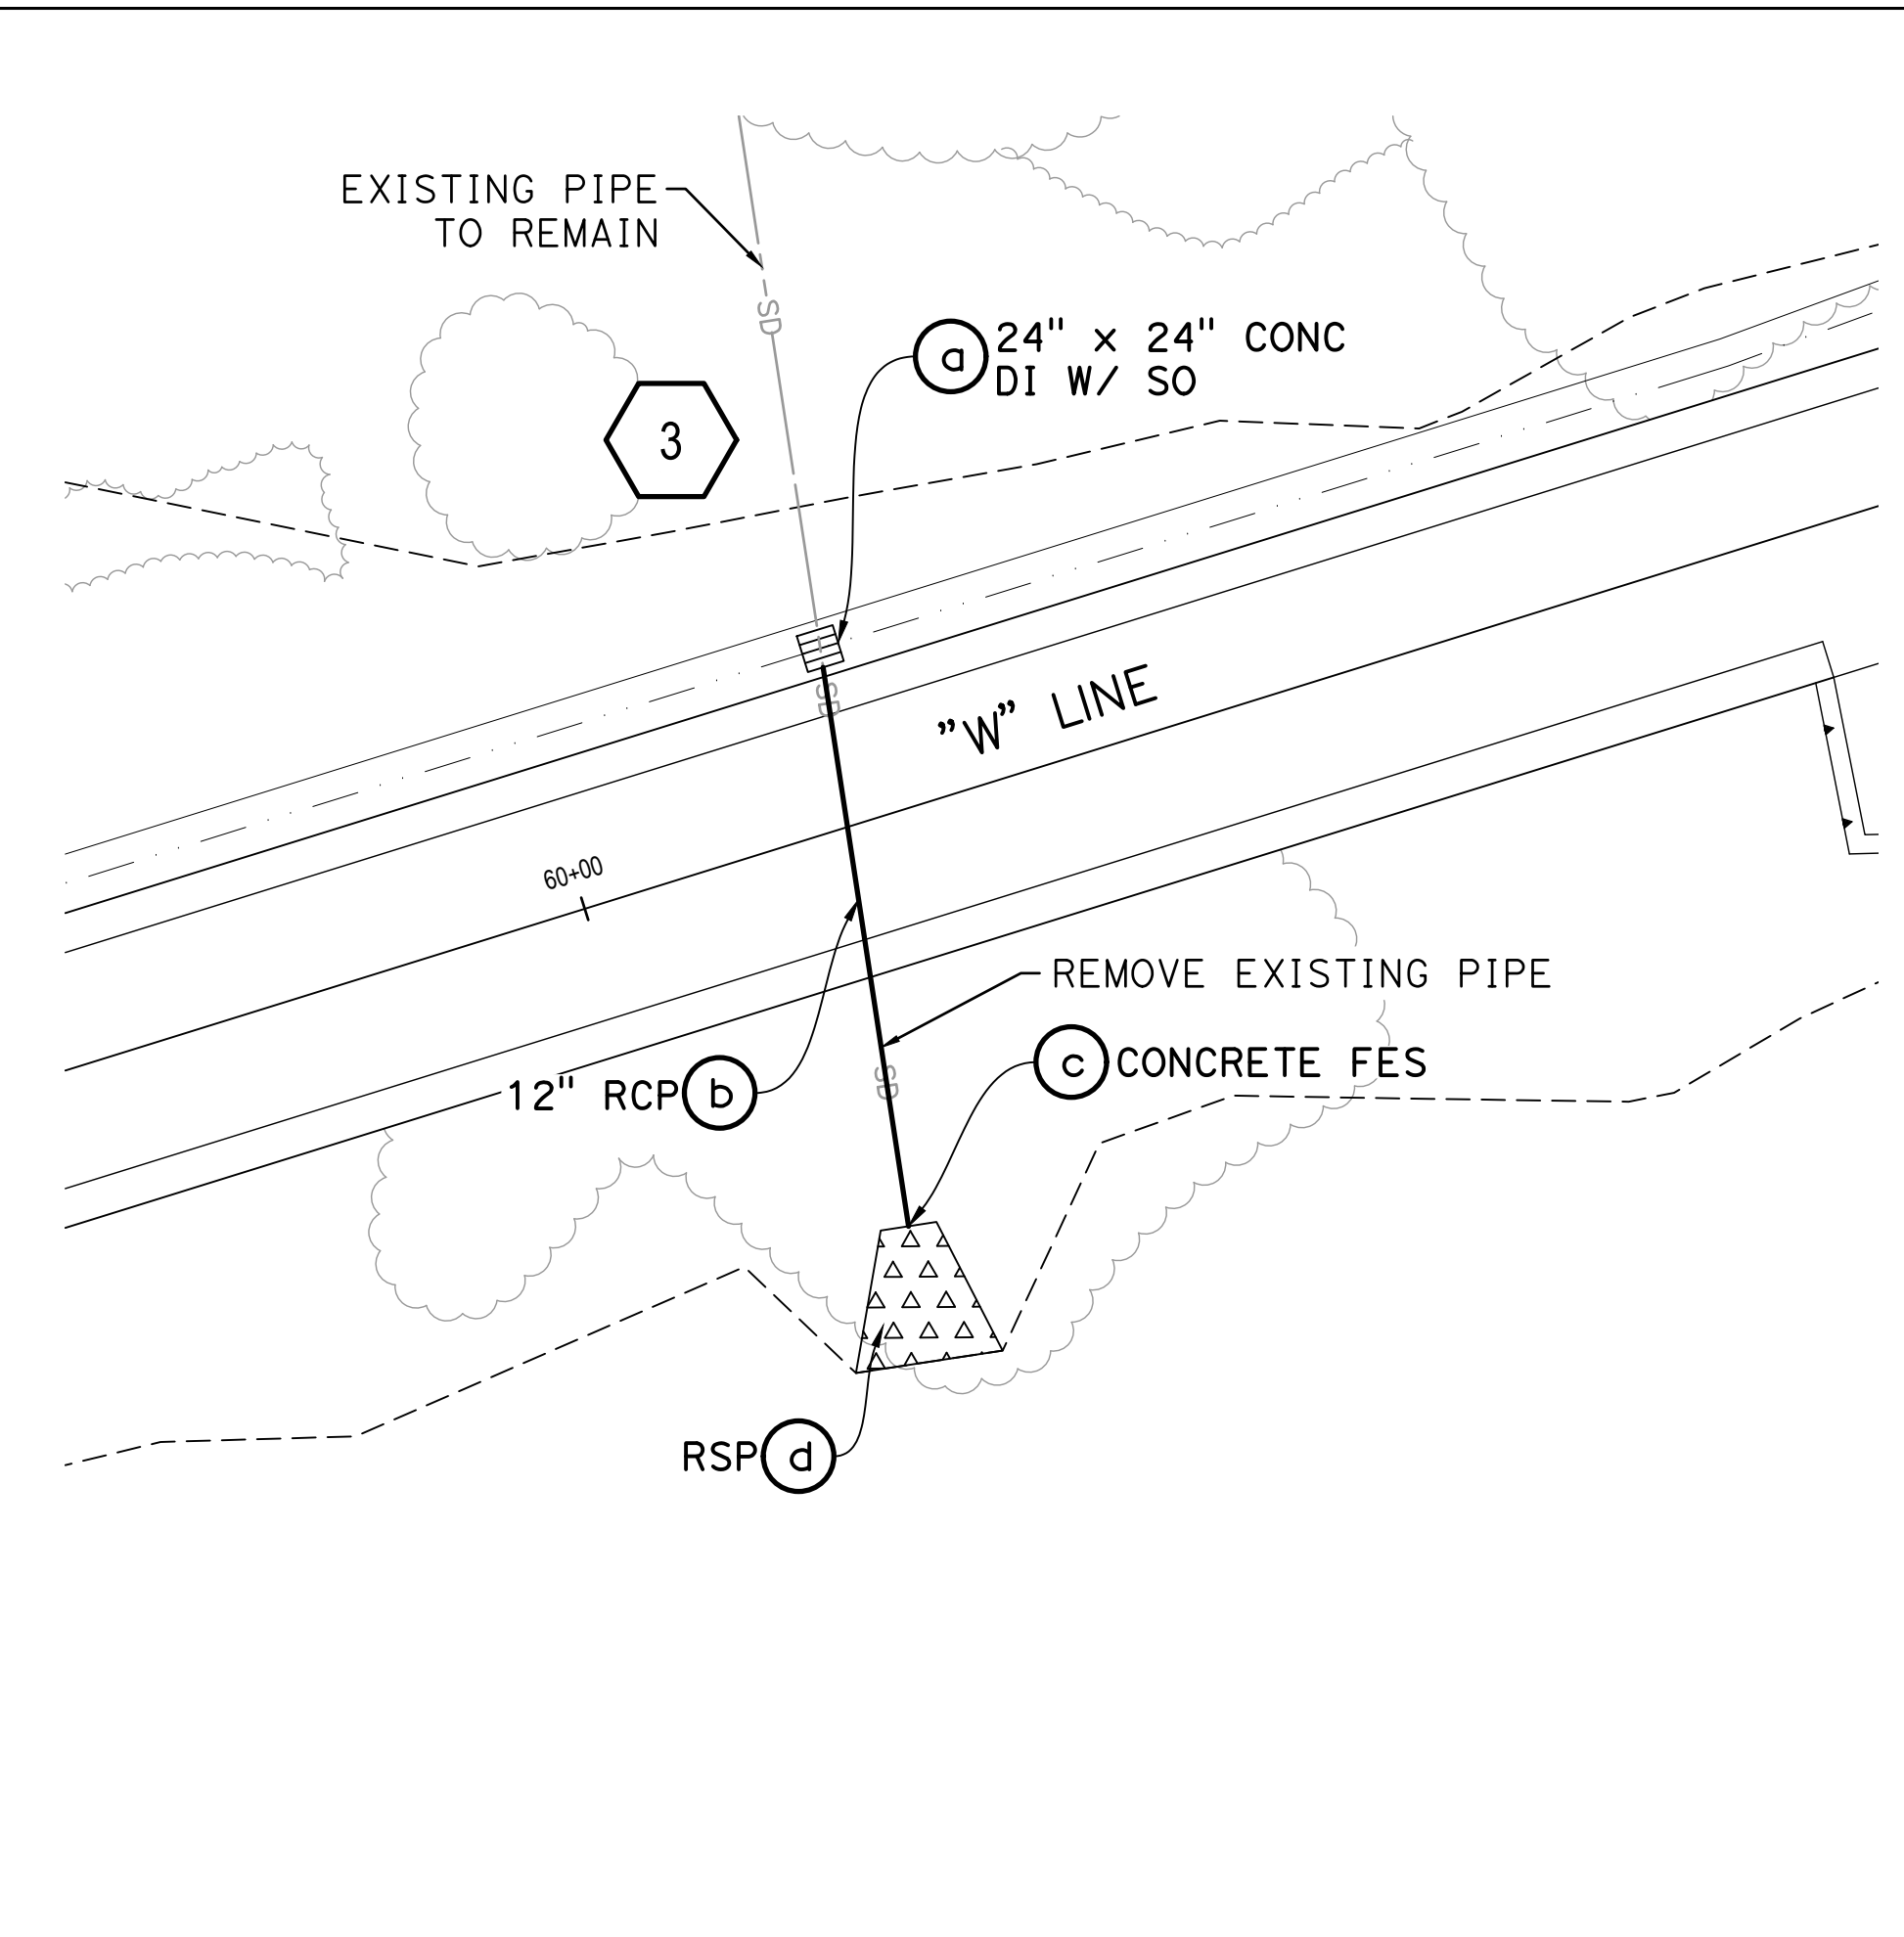 EXISTING PIPE
TO REMAIN
SD
a
24" x 24" CONC
DI W/ SO
3
SD
"W" LINE
60+00
REMOVE EXISTING PIPE
c CONCRETE FES
12" RCP b
SD
RSP d